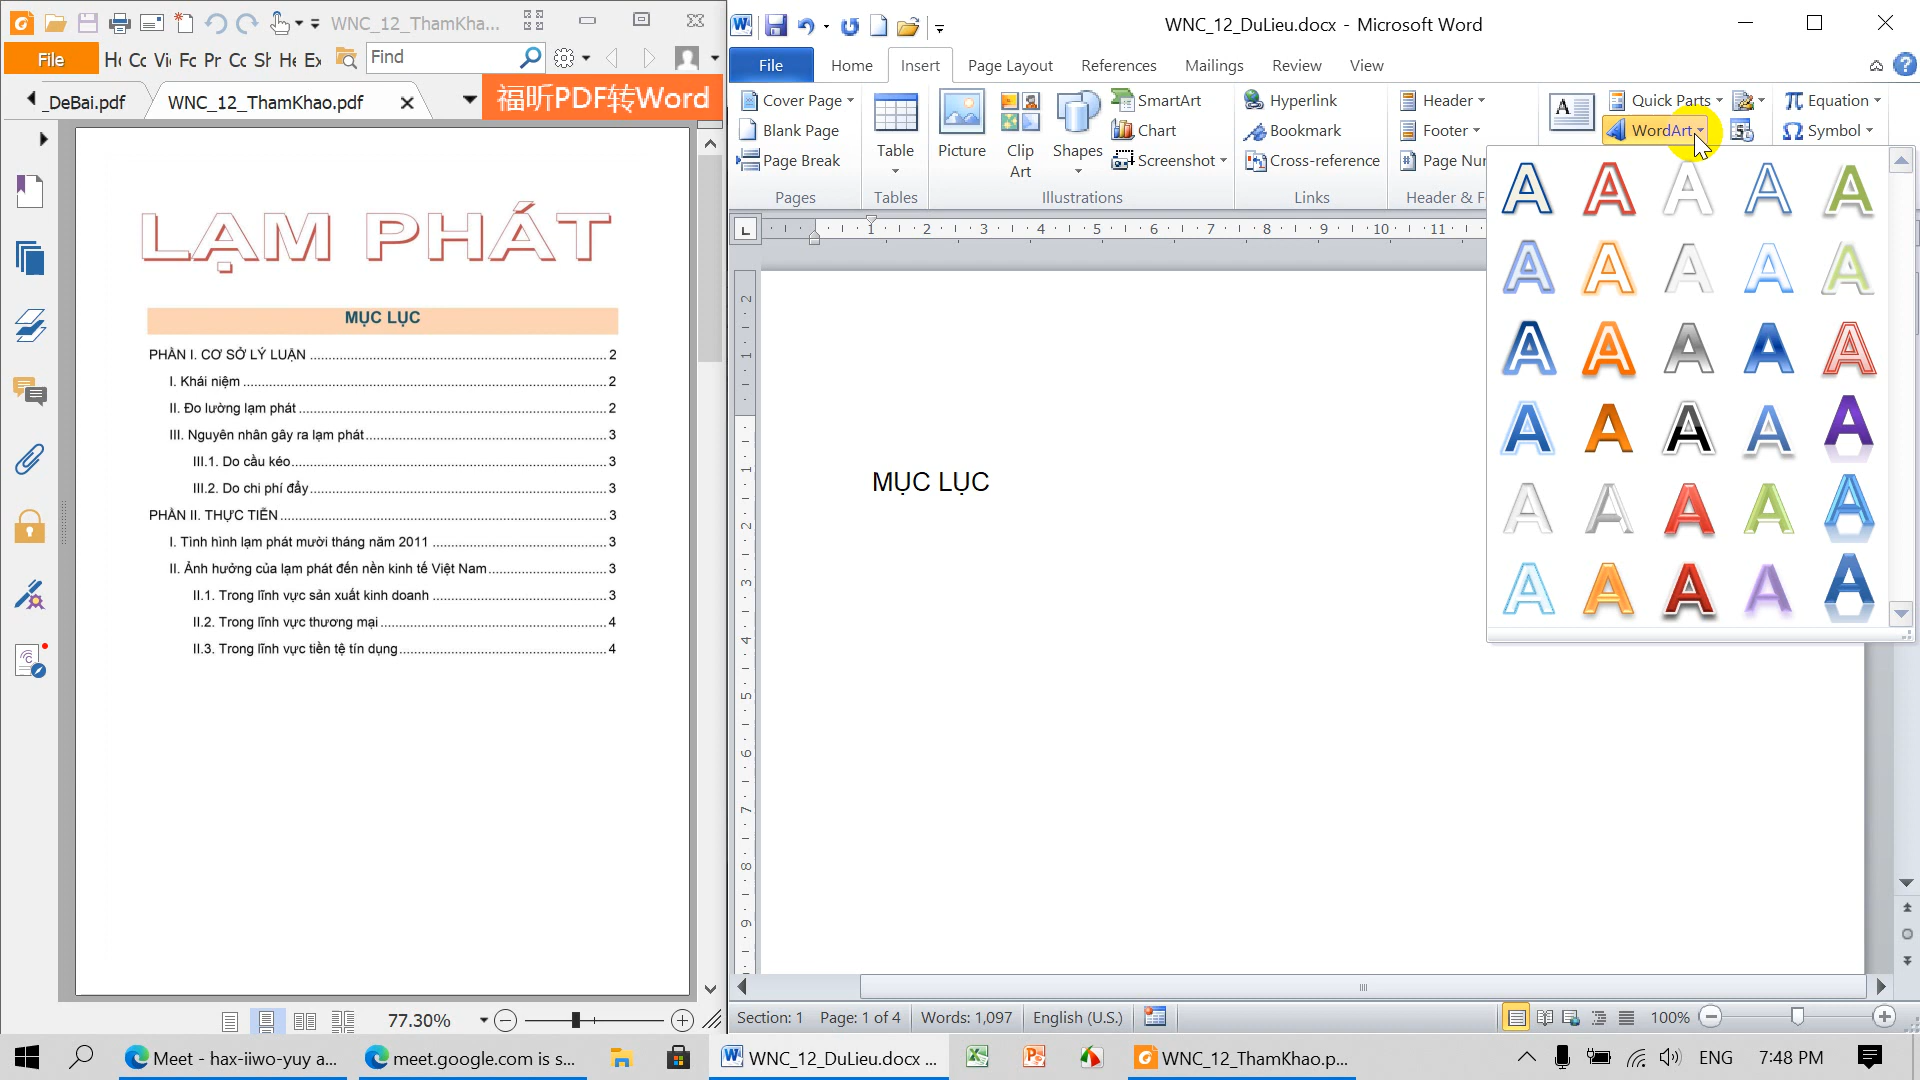 WNC_12_ThamKha...
File
Find
_DeBai.pdf
WNC_12_ThamKhao.pdf
福昕PDF转Word
LẠM PHÁT
MỤC LỤC
PHẦN I. CƠ SỞ LÝ LUẬN 2
I. Khái niệm 2
II. Đo lường lạm phát 2
III. Nguyên nhân gây ra lạm phát 3
III.1. Do cầu kéo 3
III.2. Do chi phí đẩy 3
PHẦN II. THỰC TIỄN 3
I. Tình hình lạm phát mười tháng năm 2011 3
II. Ảnh hưởng của lạm phát đến nền kinh tế Việt Nam 3
II.1. Trong lĩnh vực sản xuất kinh doanh 3
II.2. Trong lĩnh vực thương mại 4
II.3. Trong lĩnh vực tiền tệ tín dụng 4
77.30%
WNC_12_DuLieu.docx - Microsoft Word
File Home Insert Page Layout References Mailings Review View
Cover Page
Blank Page
Page Break
Pages
Table
Tables
Picture
Clip Art
Shapes
SmartArt
Chart
Screenshot
Illustrations
Hyperlink
Bookmark
Cross-reference
Links
Header
Footer
Page Nu
Header & F
Quick Parts
WordArt
Equation
Symbol
MỤC LỤC
Section: 1 Page: 1 of 4 Words: 1,097 English (U.S.) 100%
Meet - hax-iiwo-yuy a...
meet.google.com is s...
WNC_12_DuLieu.docx ...
WNC_12_ThamKhao.p...
ENG
7:48 PM